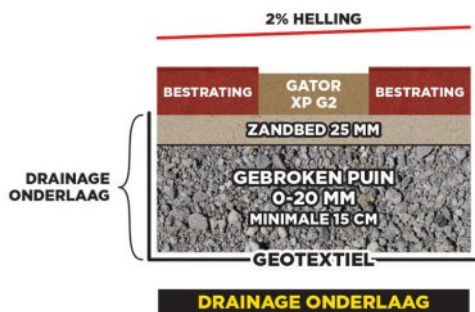 2% HELLING
BESTRATING
GATOR
XP G2
BESTRATING
ZANDBED 25 MM
DRAINAGE
ONDERLAAG
GEBROKEN PUIN
0-20 MM
MINIMALE 15 CM
GEOTEXTIEL
DRAINAGE ONDERLAAG